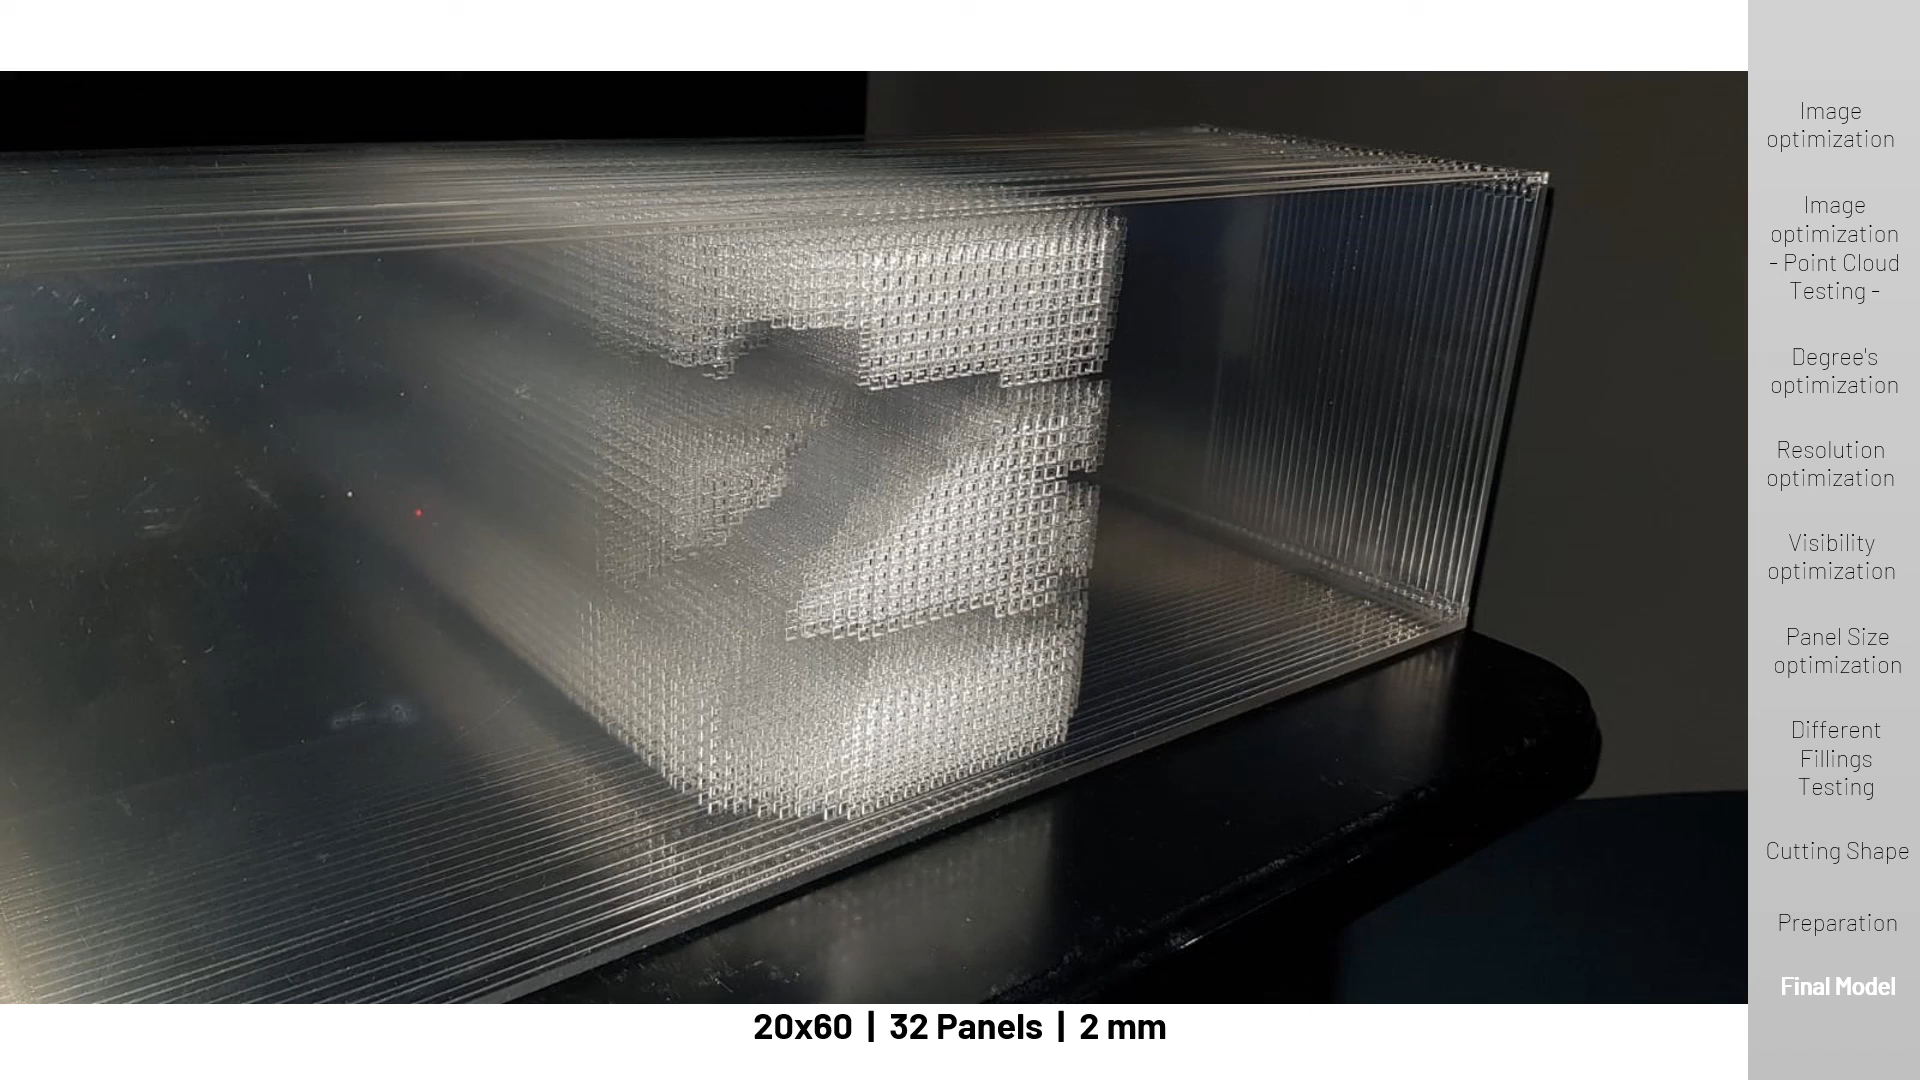 Image
optimization
Image
optimization
- Point Cloud
Testing -
Degree's
optimization
Resolution
optimization
Visibility
optimization
Panel Size
optimization
Different
Fillings
Testing
Cutting Shape
Preparation
Final Model
20x60 | 32 Panels | 2 mm